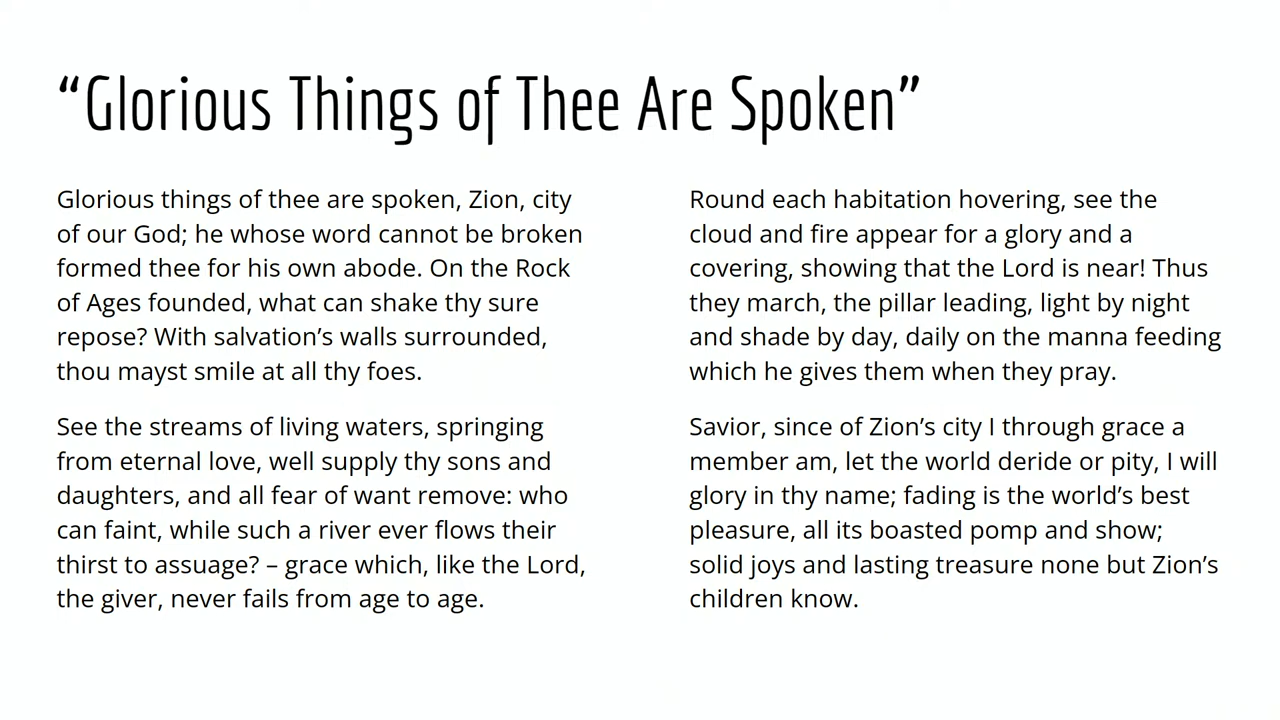 “Glorious Things of Thee Are Spoken”
Glorious things of thee are spoken, Zion, city
of our God; he whose word cannot be broken
formed thee for his own abode. On the Rock
of Ages founded, what can shake thy sure
repose? With salvation’s walls surrounded,
thou mayst smile at all thy foes.
See the streams of living waters, springing
from eternal love, well supply thy sons and
daughters, and all fear of want remove: who
can faint, while such a river ever flows their
thirst to assuage? – grace which, like the Lord,
the giver, never fails from age to age.
Round each habitation hovering, see the
cloud and fire appear for a glory and a
covering, showing that the Lord is near! Thus
they march, the pillar leading, light by night
and shade by day, daily on the manna feeding
which he gives them when they pray.
Savior, since of Zion’s city I through grace a
member am, let the world deride or pity, I will
glory in thy name; fading is the world’s best
pleasure, all its boasted pomp and show;
solid joys and lasting treasure none but Zion’s
children know.